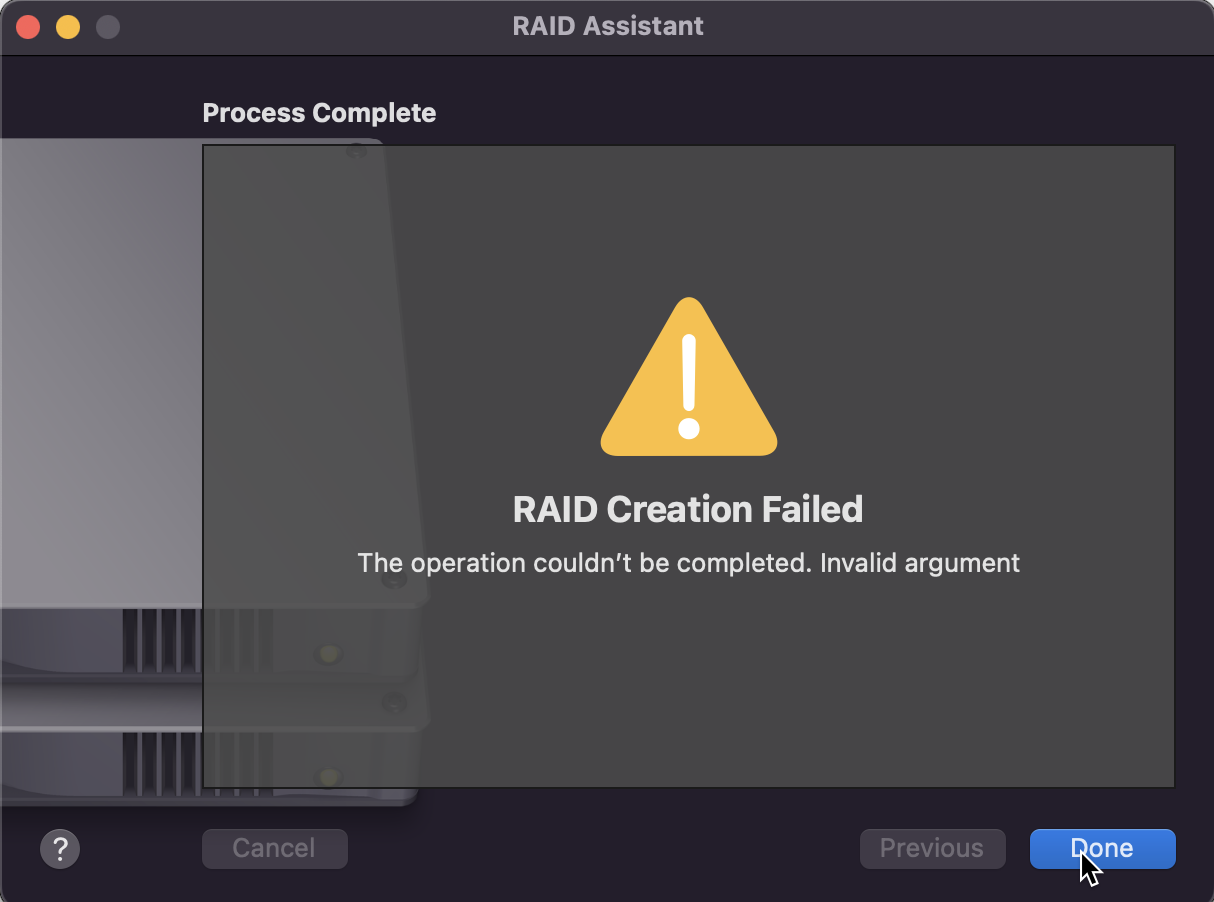 RAID Assistant
Process Complete
RAID Creation Failed
The operation couldn’t be completed. Invalid argument
?
Cancel
Previous
Done